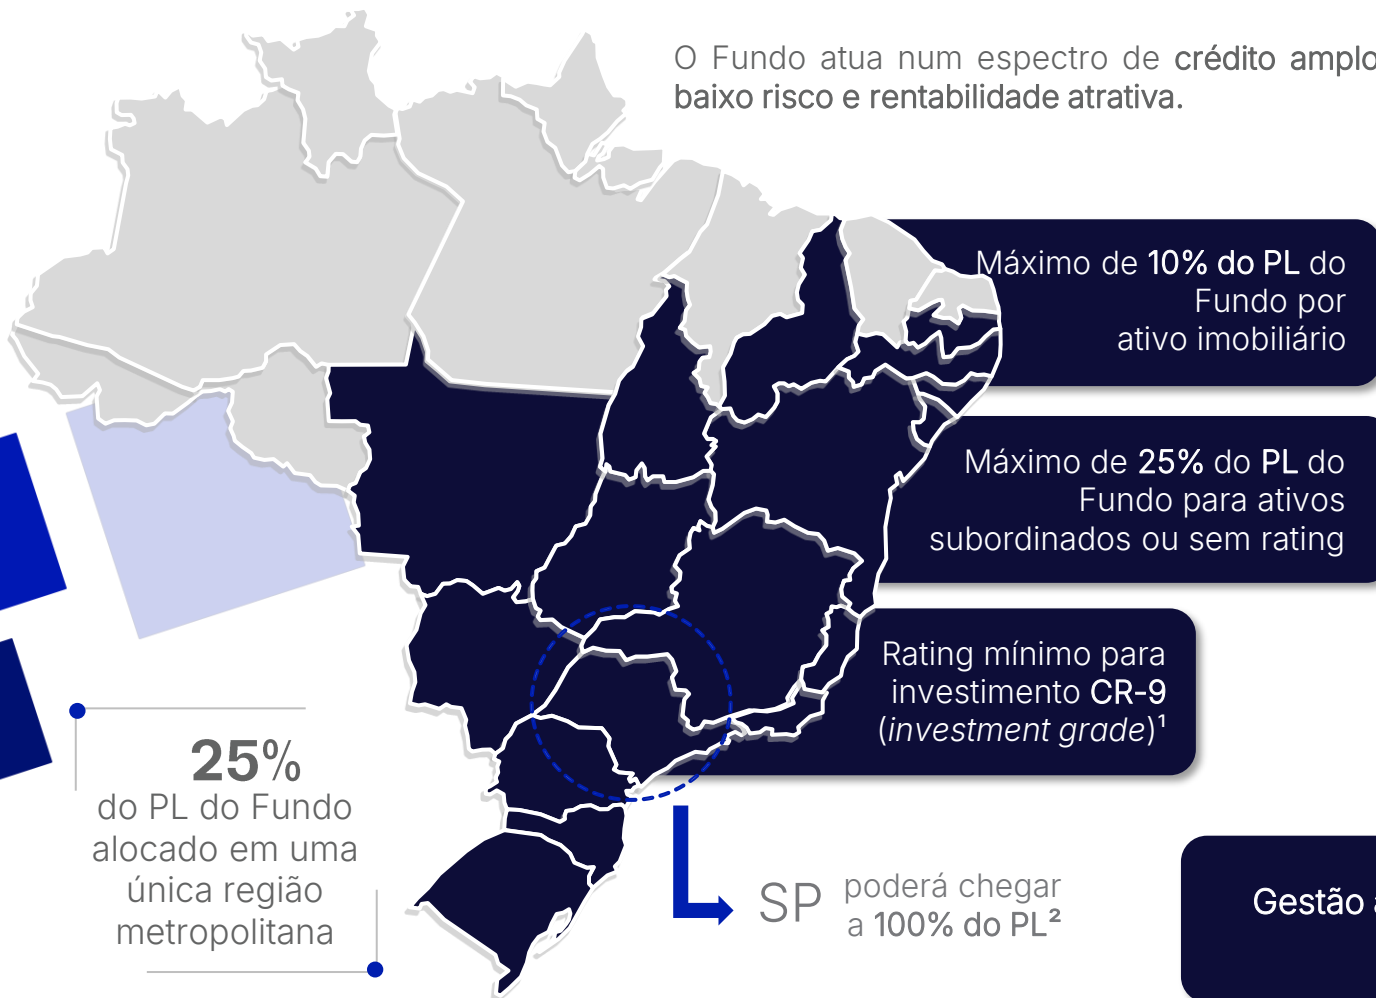 O Fundo atua num espectro de crédito amplo
baixo risco e rentabilidade atrativa.
Máximo de 10% do PL do
Fundo por
ativo imobiliário
Máximo de 25% do PL do
Fundo para ativos
subordinados ou sem rating
Rating mínimo para
investimento CR-9
(investment grade)¹
25%
do PL do Fundo
alocado em uma
única região
metropolitana
SP poderá chegar
a 100% do PL²
Gestão